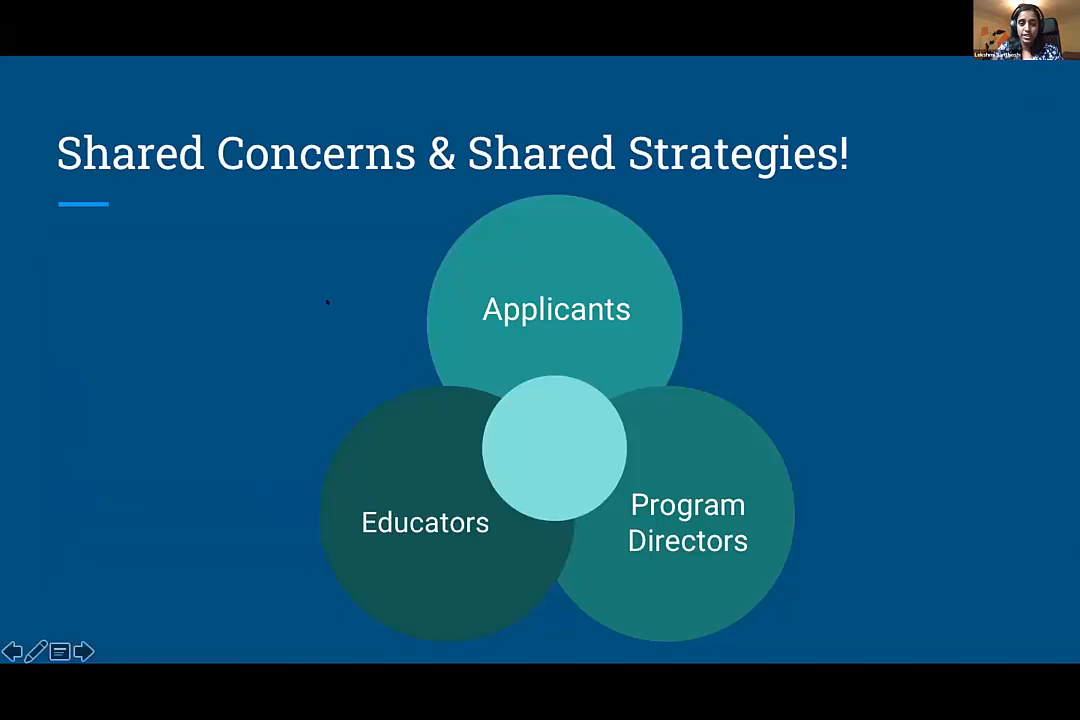 Shared Concerns & Shared Strategies!
Applicants
Educators
Program
Directors